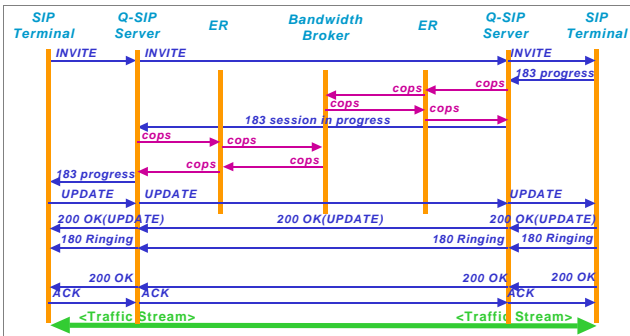 SIP Terminal
Q-SIP Server
ER
Bandwidth Broker
ER
Q-SIP Server
SIP Terminal
INVITE
INVITE
INVITE
183 progress
cops
cops
cops
cops
183 session in progress
cops
cops
cops
cops
183 progress
UPDATE
UPDATE
UPDATE
200 OK(UPDATE)
200 OK(UPDATE)
200 OK(UPDATE)
180 Ringing
180 Ringing
180 Ringing
200 OK
200 OK
200 OK
ACK
ACK
ACK
<Traffic Stream>
<Traffic Stream>